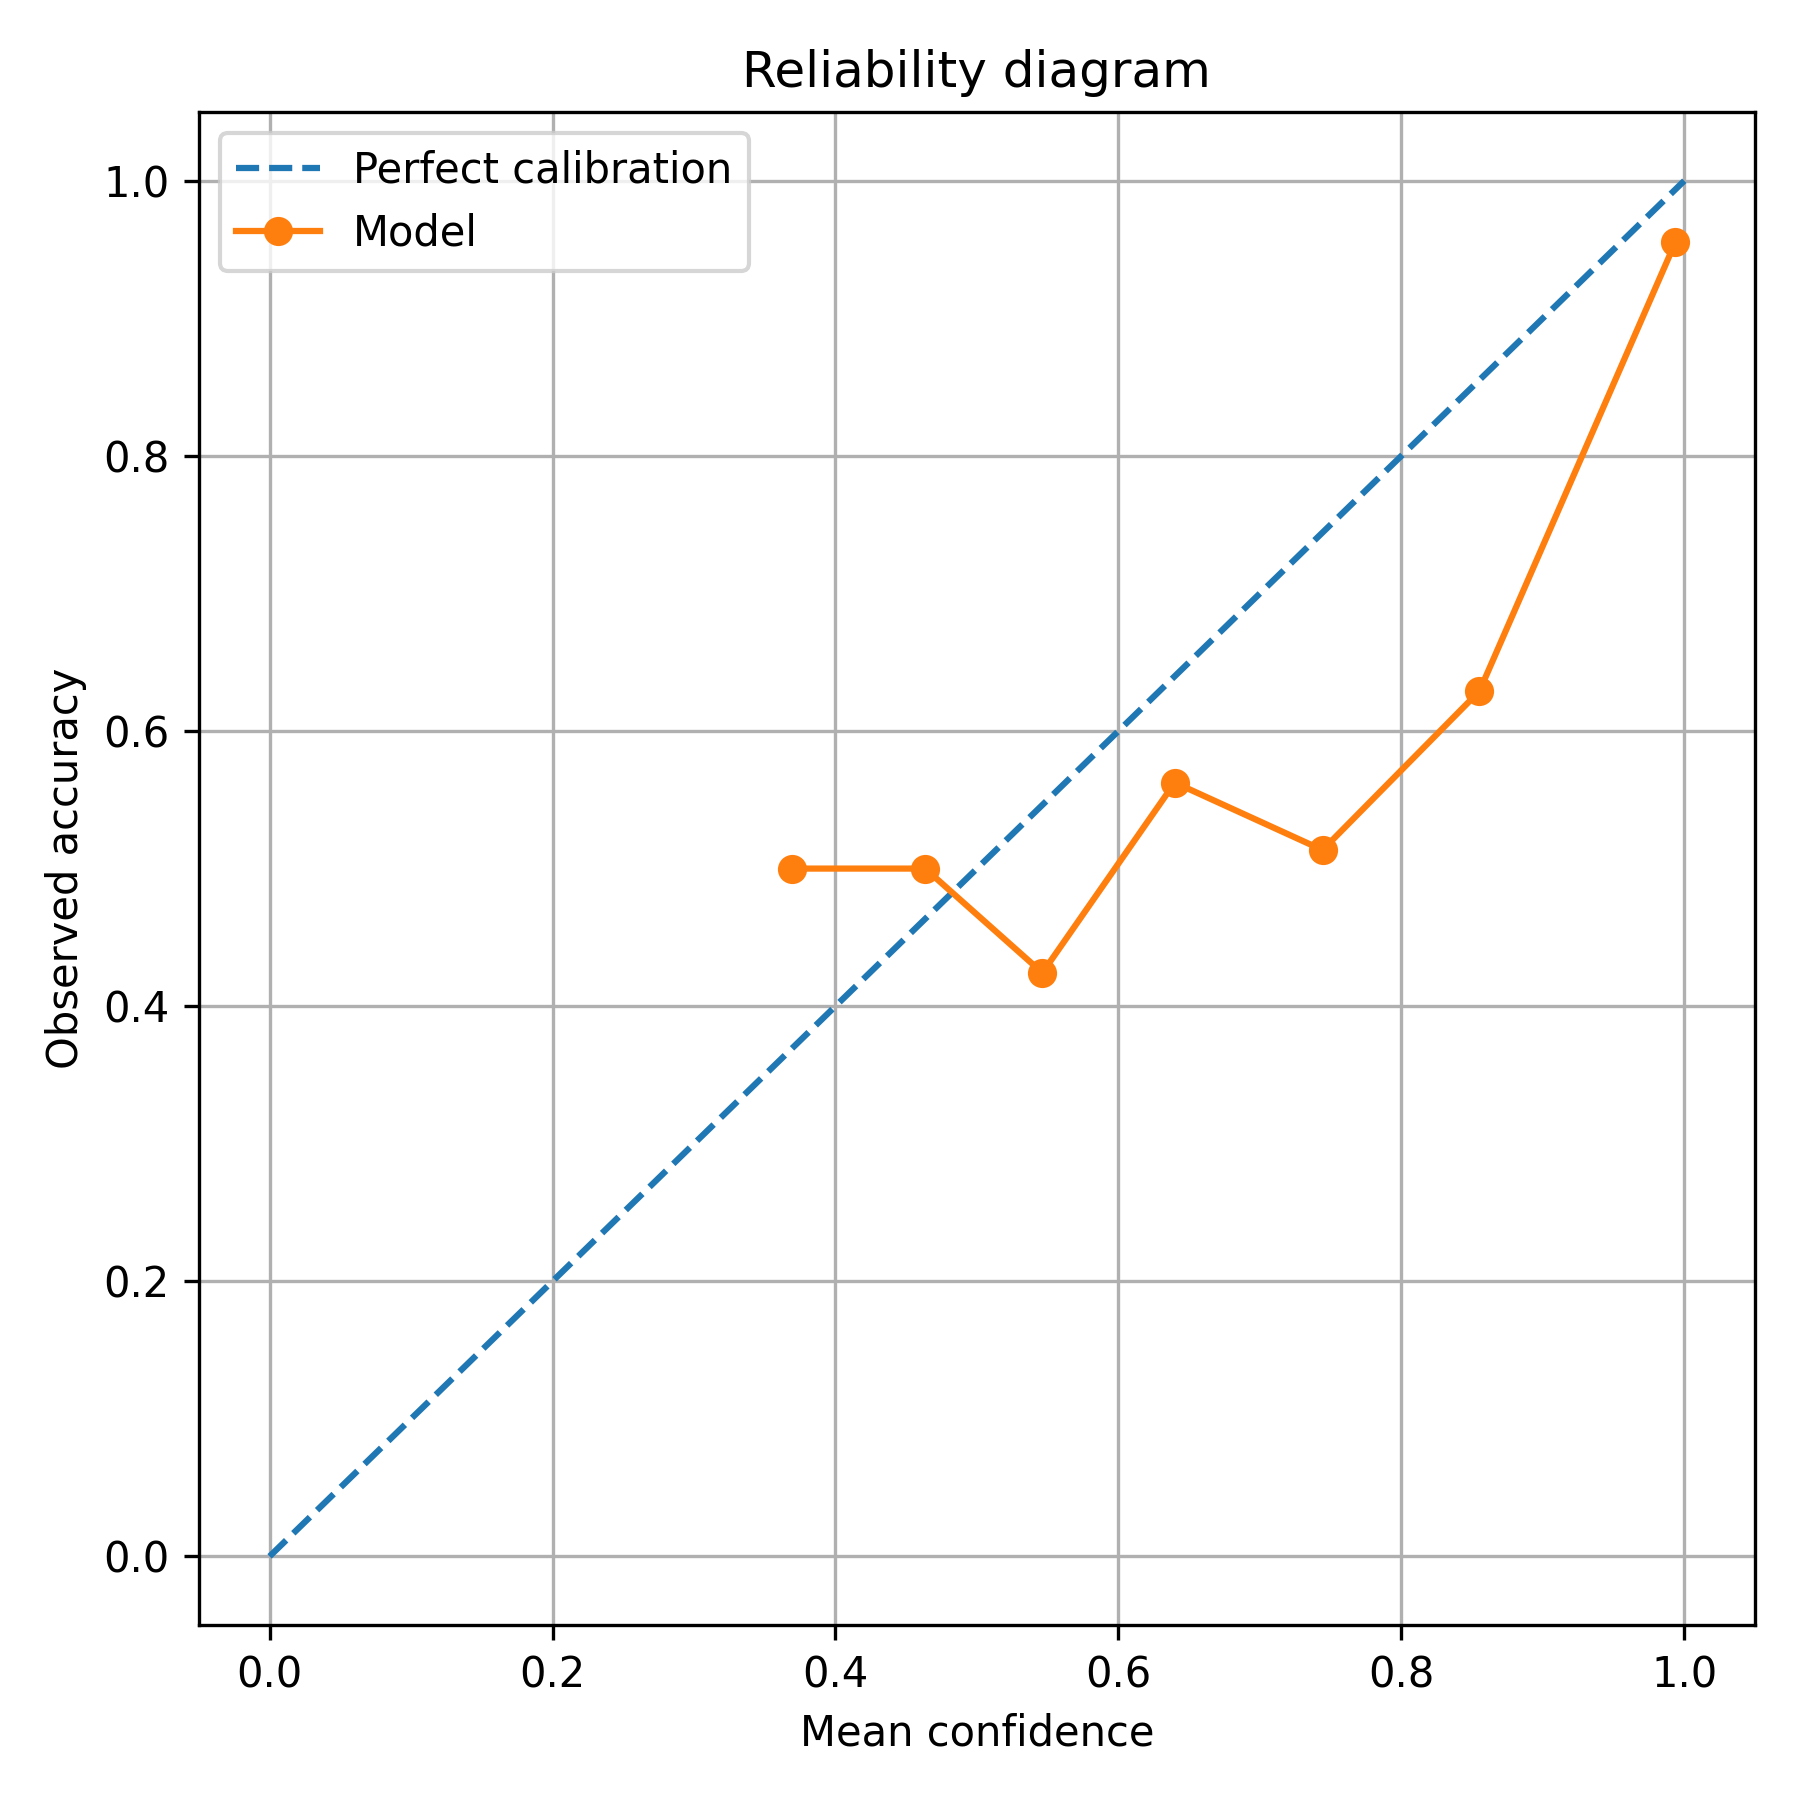 Reliability diagram
Perfect calibration
Model
1.0
0.8
0.6
0.4
0.2
0.0
Observed accuracy
0.0 0.2 0.4 0.6 0.8 1.0
Mean confidence